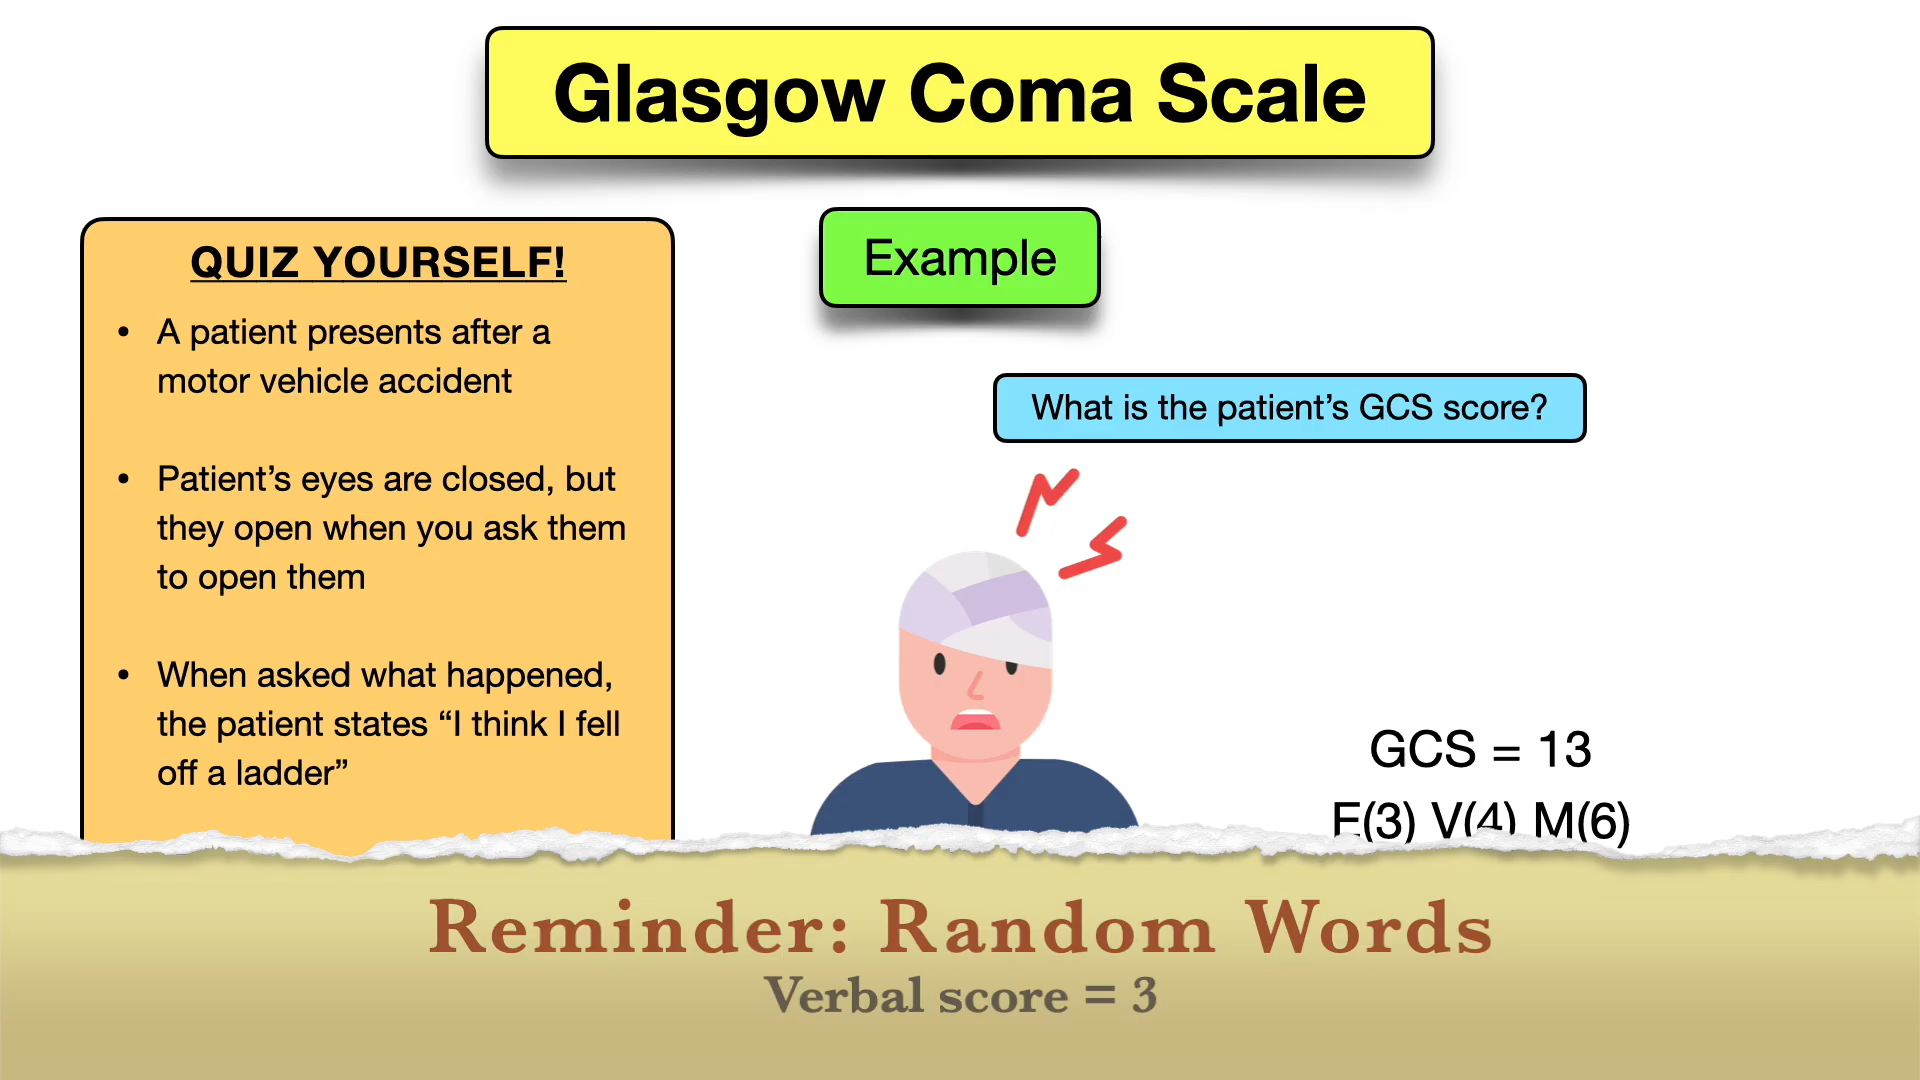 Glasgow Coma Scale
QUIZ YOURSELF!
• A patient presents after a
motor vehicle accident
• Patient’s eyes are closed, but
they open when you ask them
to open them
• When asked what happened,
the patient states “I think I fell
off a ladder”
Example
What is the patient’s GCS score?
GCS = 13
E(3) V(4) M(6)
Reminder: Random Words
Verbal score = 3